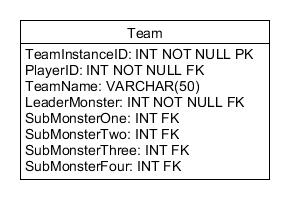 Team
TeamInstanceID: INT NOT NULL PK
PlayerID: INT NOT NULL FK
TeamName: VARCHAR(50)
LeaderMonster: INT NOT NULL FK
SubMonsterOne: INT FK
SubMonsterTwo: INT FK
SubMonsterThree: INT FK
SubMonsterFour: INT FK